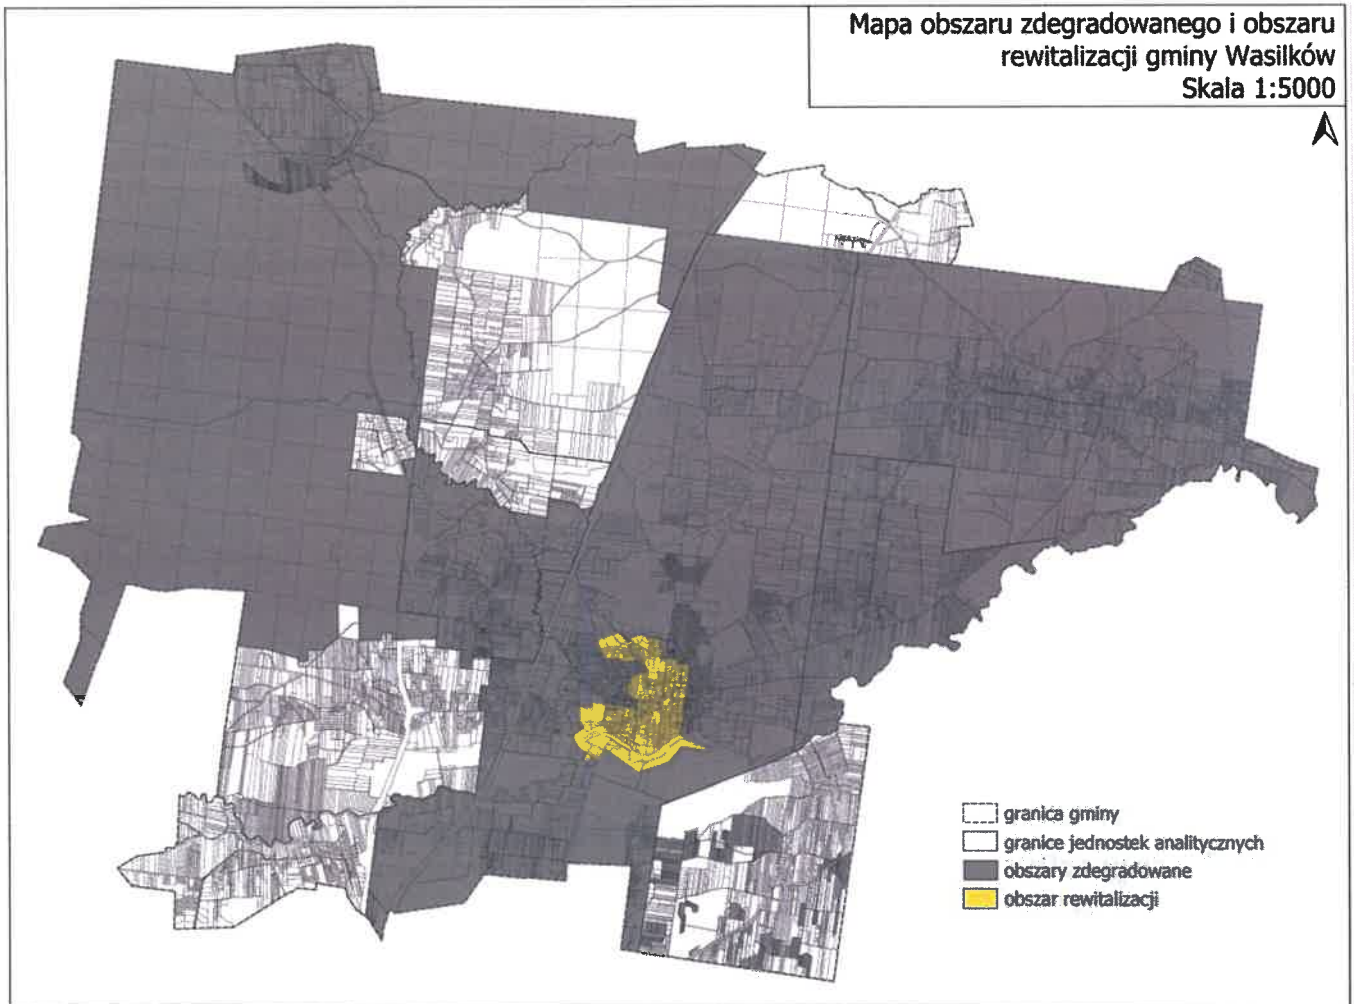 Mapa obszaru zdegradowanego i obszaru
rewitalizacji gminy Wasilków
Skala 1:5000
granica gminy
granice jednostek analitycznych
obszary zdegradowane
obszar rewitalizacji